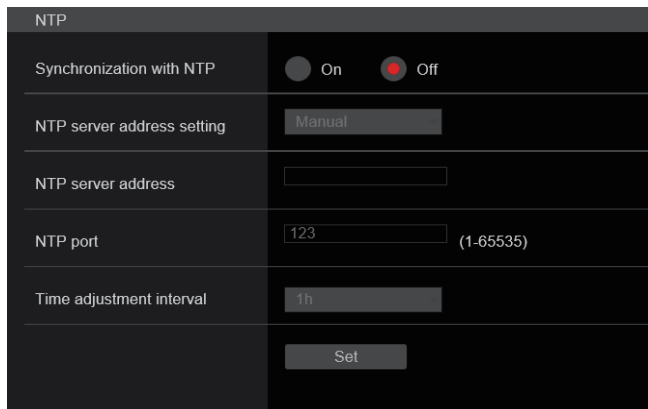 NTP
Synchronization with NTP On Off
NTP server address setting Manual
NTP server address
NTP port 123 (1-65535)
Time adjustment interval 1h
Set